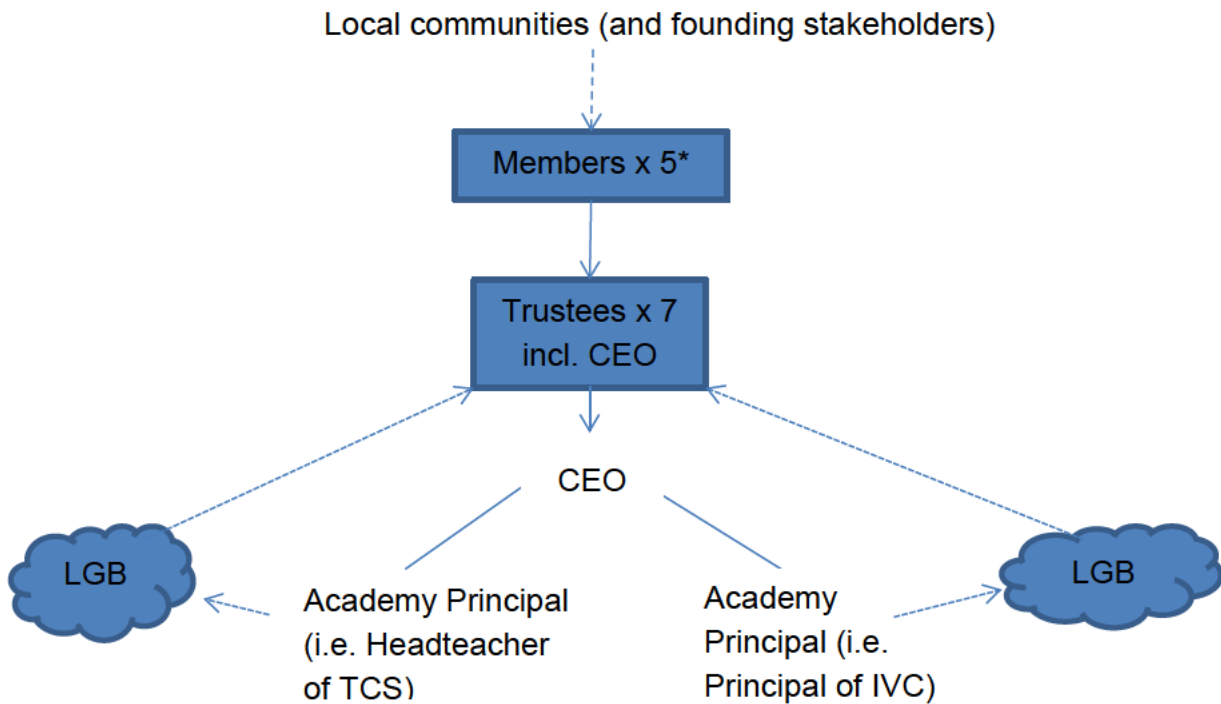 Local communities (and founding stakeholders)
Members x 5*
Trustees x 7
incl. CEO
CEO
LGB
LGB
Academy Principal
(i.e. Headteacher
of TCS)
Academy
Principal (i.e.
Principal of IVC)